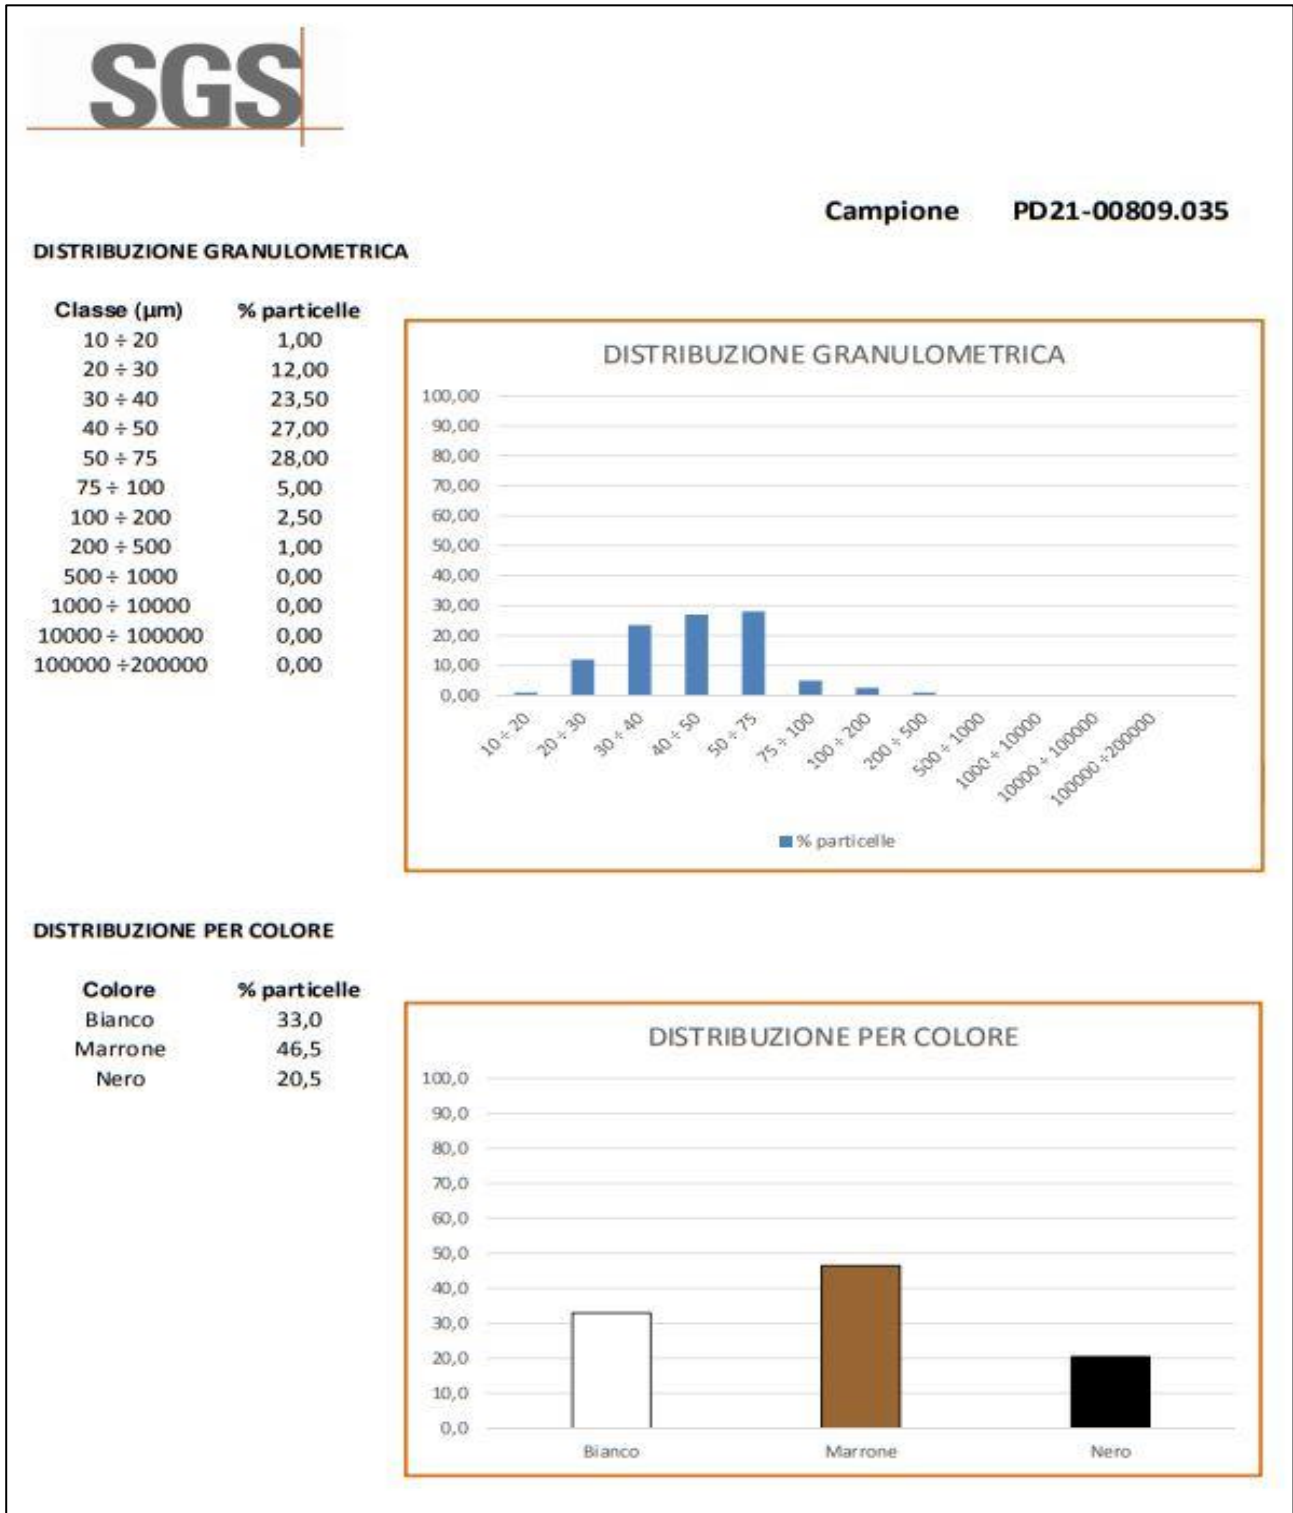 SGS
Campione PD21-00809.035
DISTRIBUZIONE GRANULOMETRICA
Classe (µm) % particelle
10 ÷ 20 1,00
20 ÷ 30 12,00
30 ÷ 40 23,50
40 ÷ 50 27,00
50 ÷ 75 28,00
75 ÷ 100 5,00
100 ÷ 200 2,50
200 ÷ 500 1,00
500 ÷ 1000 0,00
1000 ÷ 10000 0,00
10000 ÷ 100000 0,00
100000 ÷200000 0,00
DISTRIBUZIONE GRANULOMETRICA
100,00
90,00
80,00
70,00
60,00
50,00
40,00
30,00
20,00
10,00
0,00
10 ÷ 20
20 ÷ 30
30 ÷ 40
40 ÷ 50
50 ÷ 75
75 ÷ 100
100 ÷ 200
200 ÷ 500
500 ÷ 1000
1000 ÷ 10000
10000 ÷ 100000
100000 ÷200000
% particelle
DISTRIBUZIONE PER COLORE
Colore % particelle
Bianco 33,0
Marrone 46,5
Nero 20,5
DISTRIBUZIONE PER COLORE
100,0
90,0
80,0
70,0
60,0
50,0
40,0
30,0
20,0
10,0
0,0
Bianco Marrone Nero